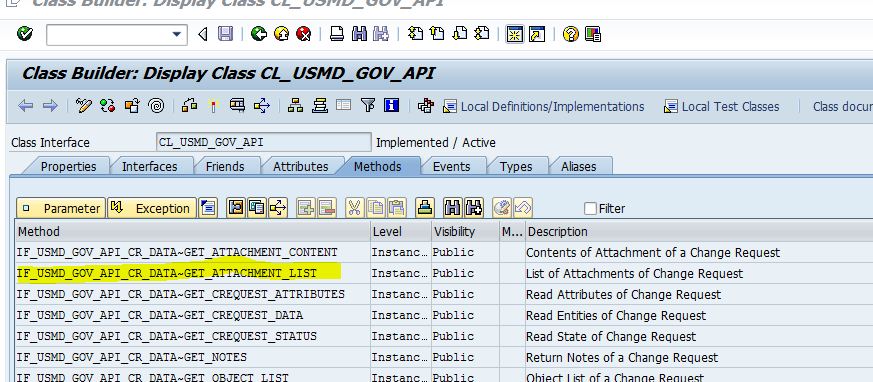 Class Builder: Display Class CL_USMD_GOV_API
Class Builder: Display Class CL_USMD_GOV_API
Local Definitions/Implementations Local Test Classes Class docu
Class Interface CL_USMD_GOV_API Implemented / Active
Properties Interfaces Friends Attributes Methods Events Types Aliases
Parameter Exception Filter
Method Level Visibility M... Description
IF_USMD_GOV_API_CR_DATA~GET_ATTACHMENT_CONTENT Instanc... Public Contents of Attachment of a Change Request
IF_USMD_GOV_API_CR_DATA~GET_ATTACHMENT_LIST Instanc... Public List of Attachments of Change Request
IF_USMD_GOV_API_CR_DATA~GET_CREQUEST_ATTRIBUTES Instanc... Public Read Attributes of Change Request
IF_USMD_GOV_API_CR_DATA~GET_CREQUEST_DATA Instanc... Public Read Entities of Change Request
IF_USMD_GOV_API_CR_DATA~GET_CREQUEST_STATUS Instanc... Public Read State of Change Request
IF_USMD_GOV_API_CR_DATA~GET_NOTES Instanc... Public Return Notes of a Change Request
IF_USMD_GOV_API_CR_DATA~GET_OBJECT_LIST Instanc... Public Object List of a Change Request